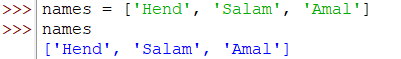 >>> names = ['Hend', 'Salam', 'Amal']
>>> names
['Hend', 'Salam', 'Amal']